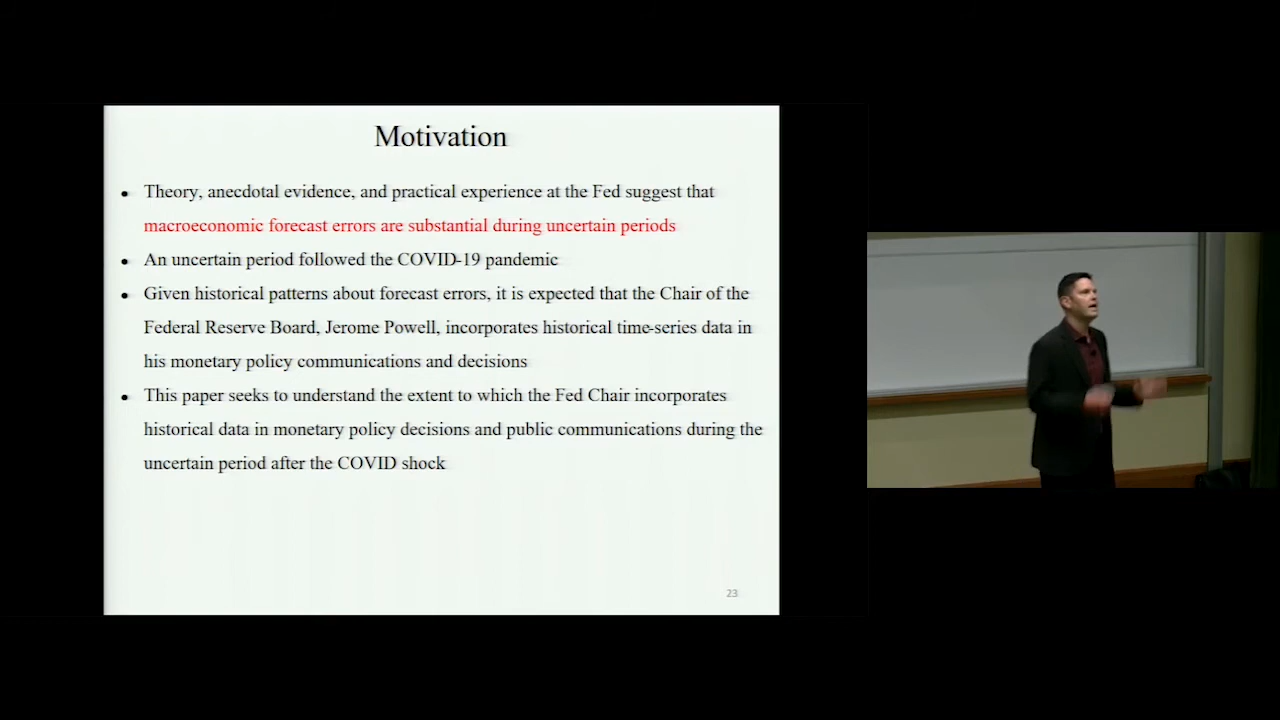 Motivation
• Theory, anecdotal evidence, and practical experience at the Fed suggest that
macroeconomic forecast errors are substantial during uncertain periods
• An uncertain period followed the COVID-19 pandemic
• Given historical patterns about forecast errors, it is expected that the Chair of the
Federal Reserve Board, Jerome Powell, incorporates historical time-series data in
his monetary policy communications and decisions
• This paper seeks to understand the extent to which the Fed Chair incorporates
historical data in monetary policy decisions and public communications during the
uncertain period after the COVID shock
23